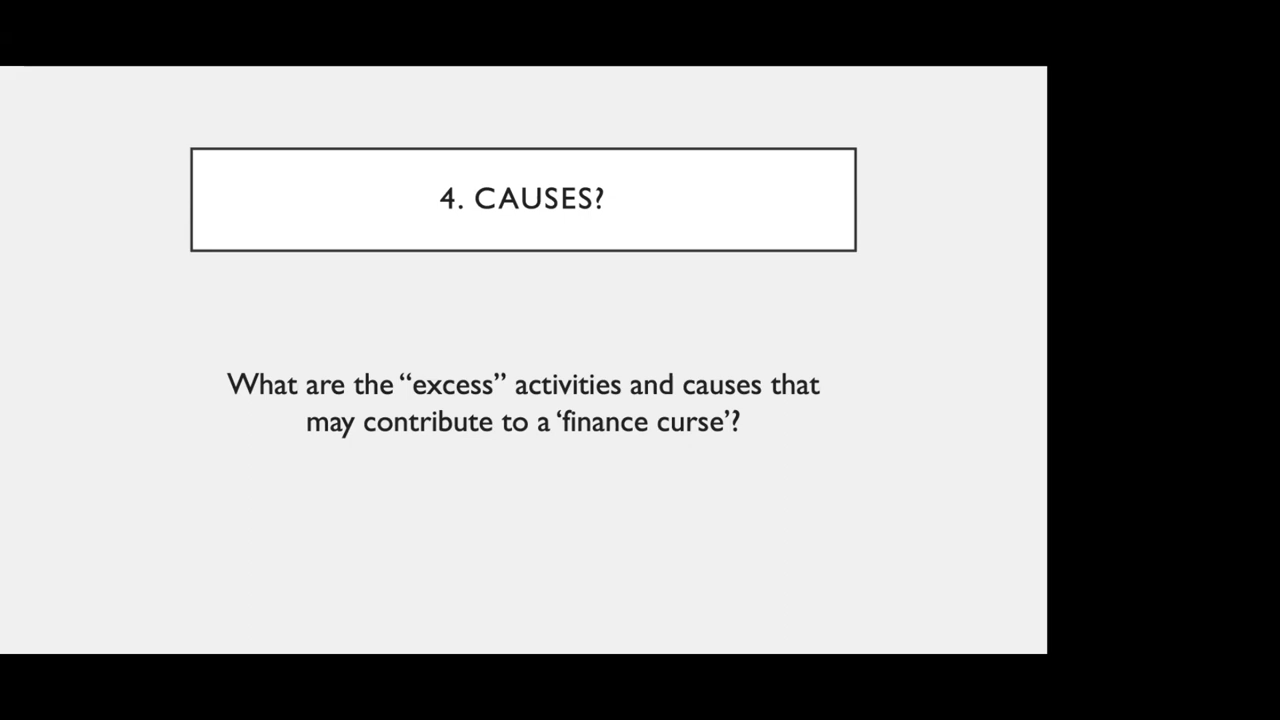 4. CAUSES?
What are the “excess” activities and causes that
may contribute to a ‘finance curse’?